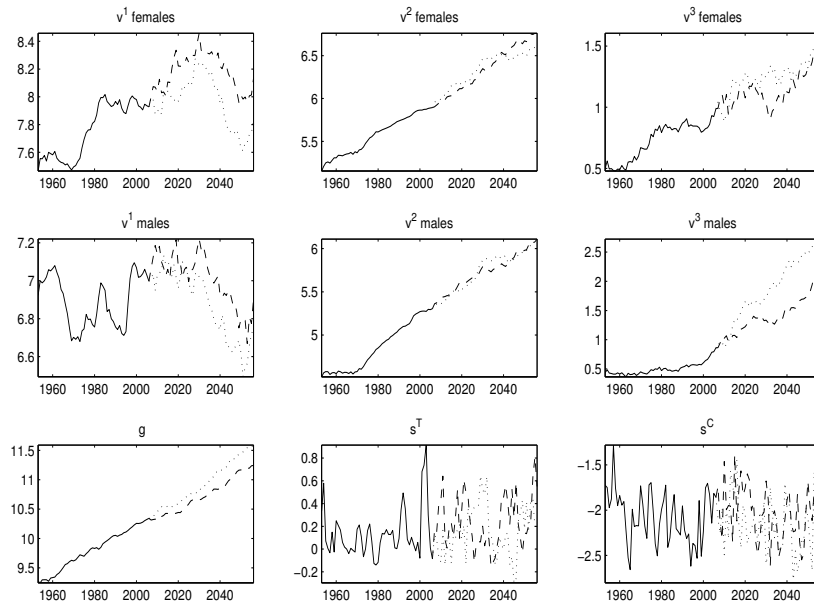 v¹ females
v² females
v³ females
8.4
8.2
8
7.8
7.6
6.5
6
5.5
1.5
1
0.5
1960 1980 2000 2020 2040
1960 1980 2000 2020 2040
1960 1980 2000 2020 2040
v¹ males
v² males
v³ males
7.2
7
6.8
6.6
6
5.5
5
2.5
2
1.5
1
0.5
1960 1980 2000 2020 2040
1960 1980 2000 2020 2040
1960 1980 2000 2020 2040
g
sᵀ
sᶜ
11.5
11
10.5
10
9.5
0.8
0.6
0.4
0.2
0
−0.2
−1.5
−2
−2.5
1960 1980 2000 2020 2040
1960 1980 2000 2020 2040
1960 1980 2000 2020 2040